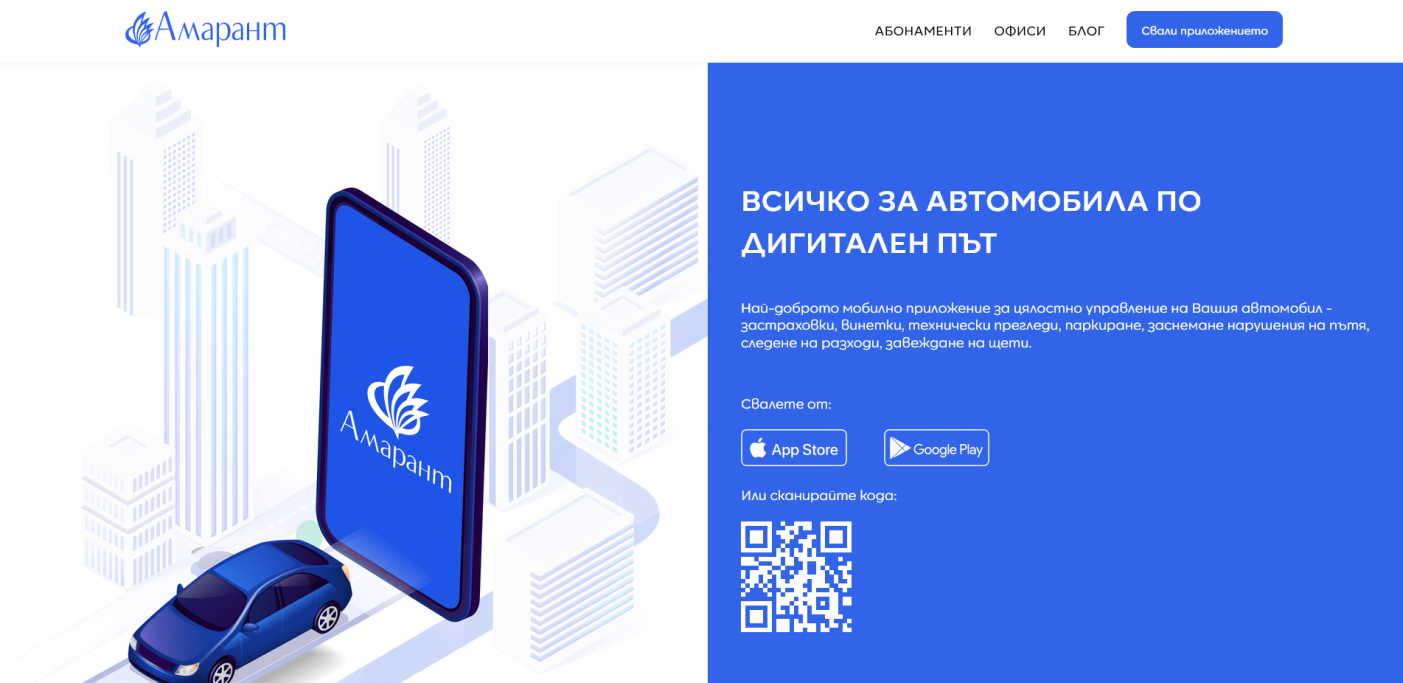 Амарант
АБОНАМЕНТИ ОФИСИ БЛОГ Свали приложението
Амарант
ВСИЧКО ЗА АВТОМОБИЛА ПО
ДИГИТАЛЕН ПЪТ
Най-доброто мобилно приложение за цялостно управление на Вашия автомобил -
застраховки, винетки, технически прегледи, паркиране, заснемане нарушения на пътя,
следене на разходи, завеждане на щети.
Свалете от:
App Store Google Play
Или сканирайте кода: